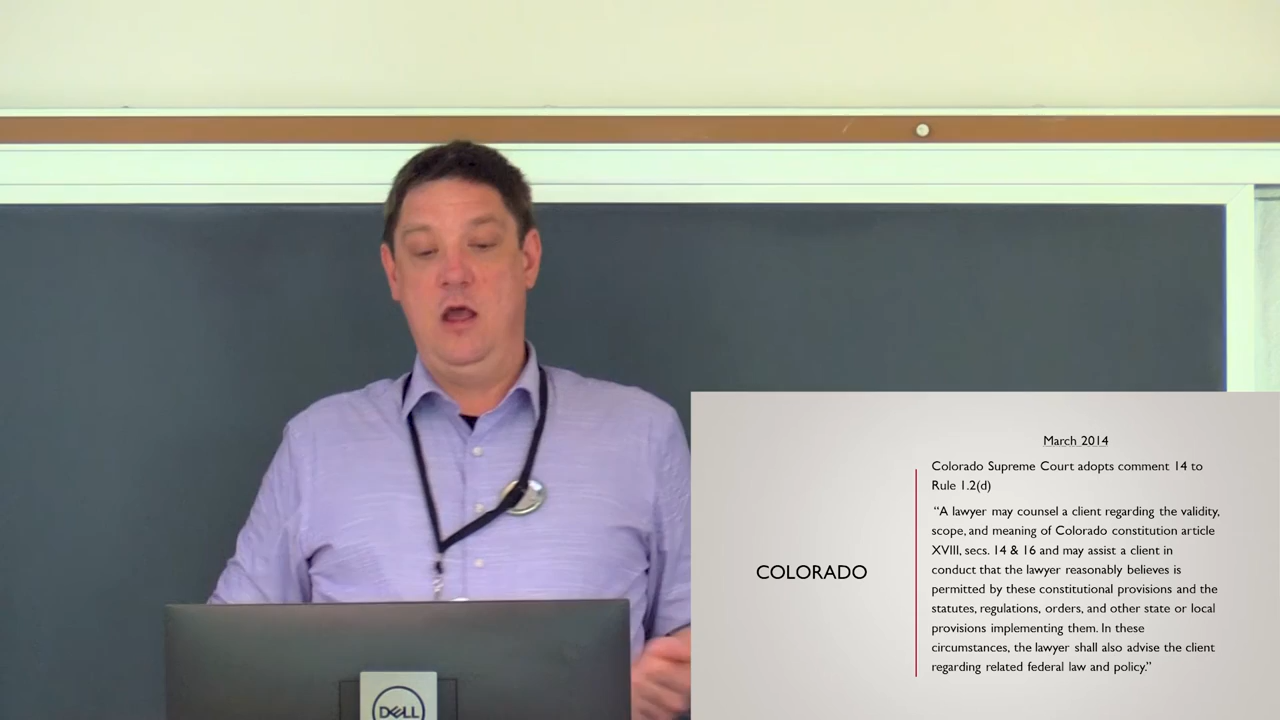 March 2014
Colorado Supreme Court adopts comment 14 to
Rule 1.2(d)
“A lawyer may counsel a client regarding the validity,
scope, and meaning of Colorado constitution article
XVIII, secs. 14 & 16 and may assist a client in
conduct that the lawyer reasonably believes is
permitted by these constitutional provisions and the
statutes, regulations, orders, and other state or local
provisions implementing them. In these
circumstances, the lawyer shall also advise the client
regarding related federal law and policy.”
COLORADO
DELL